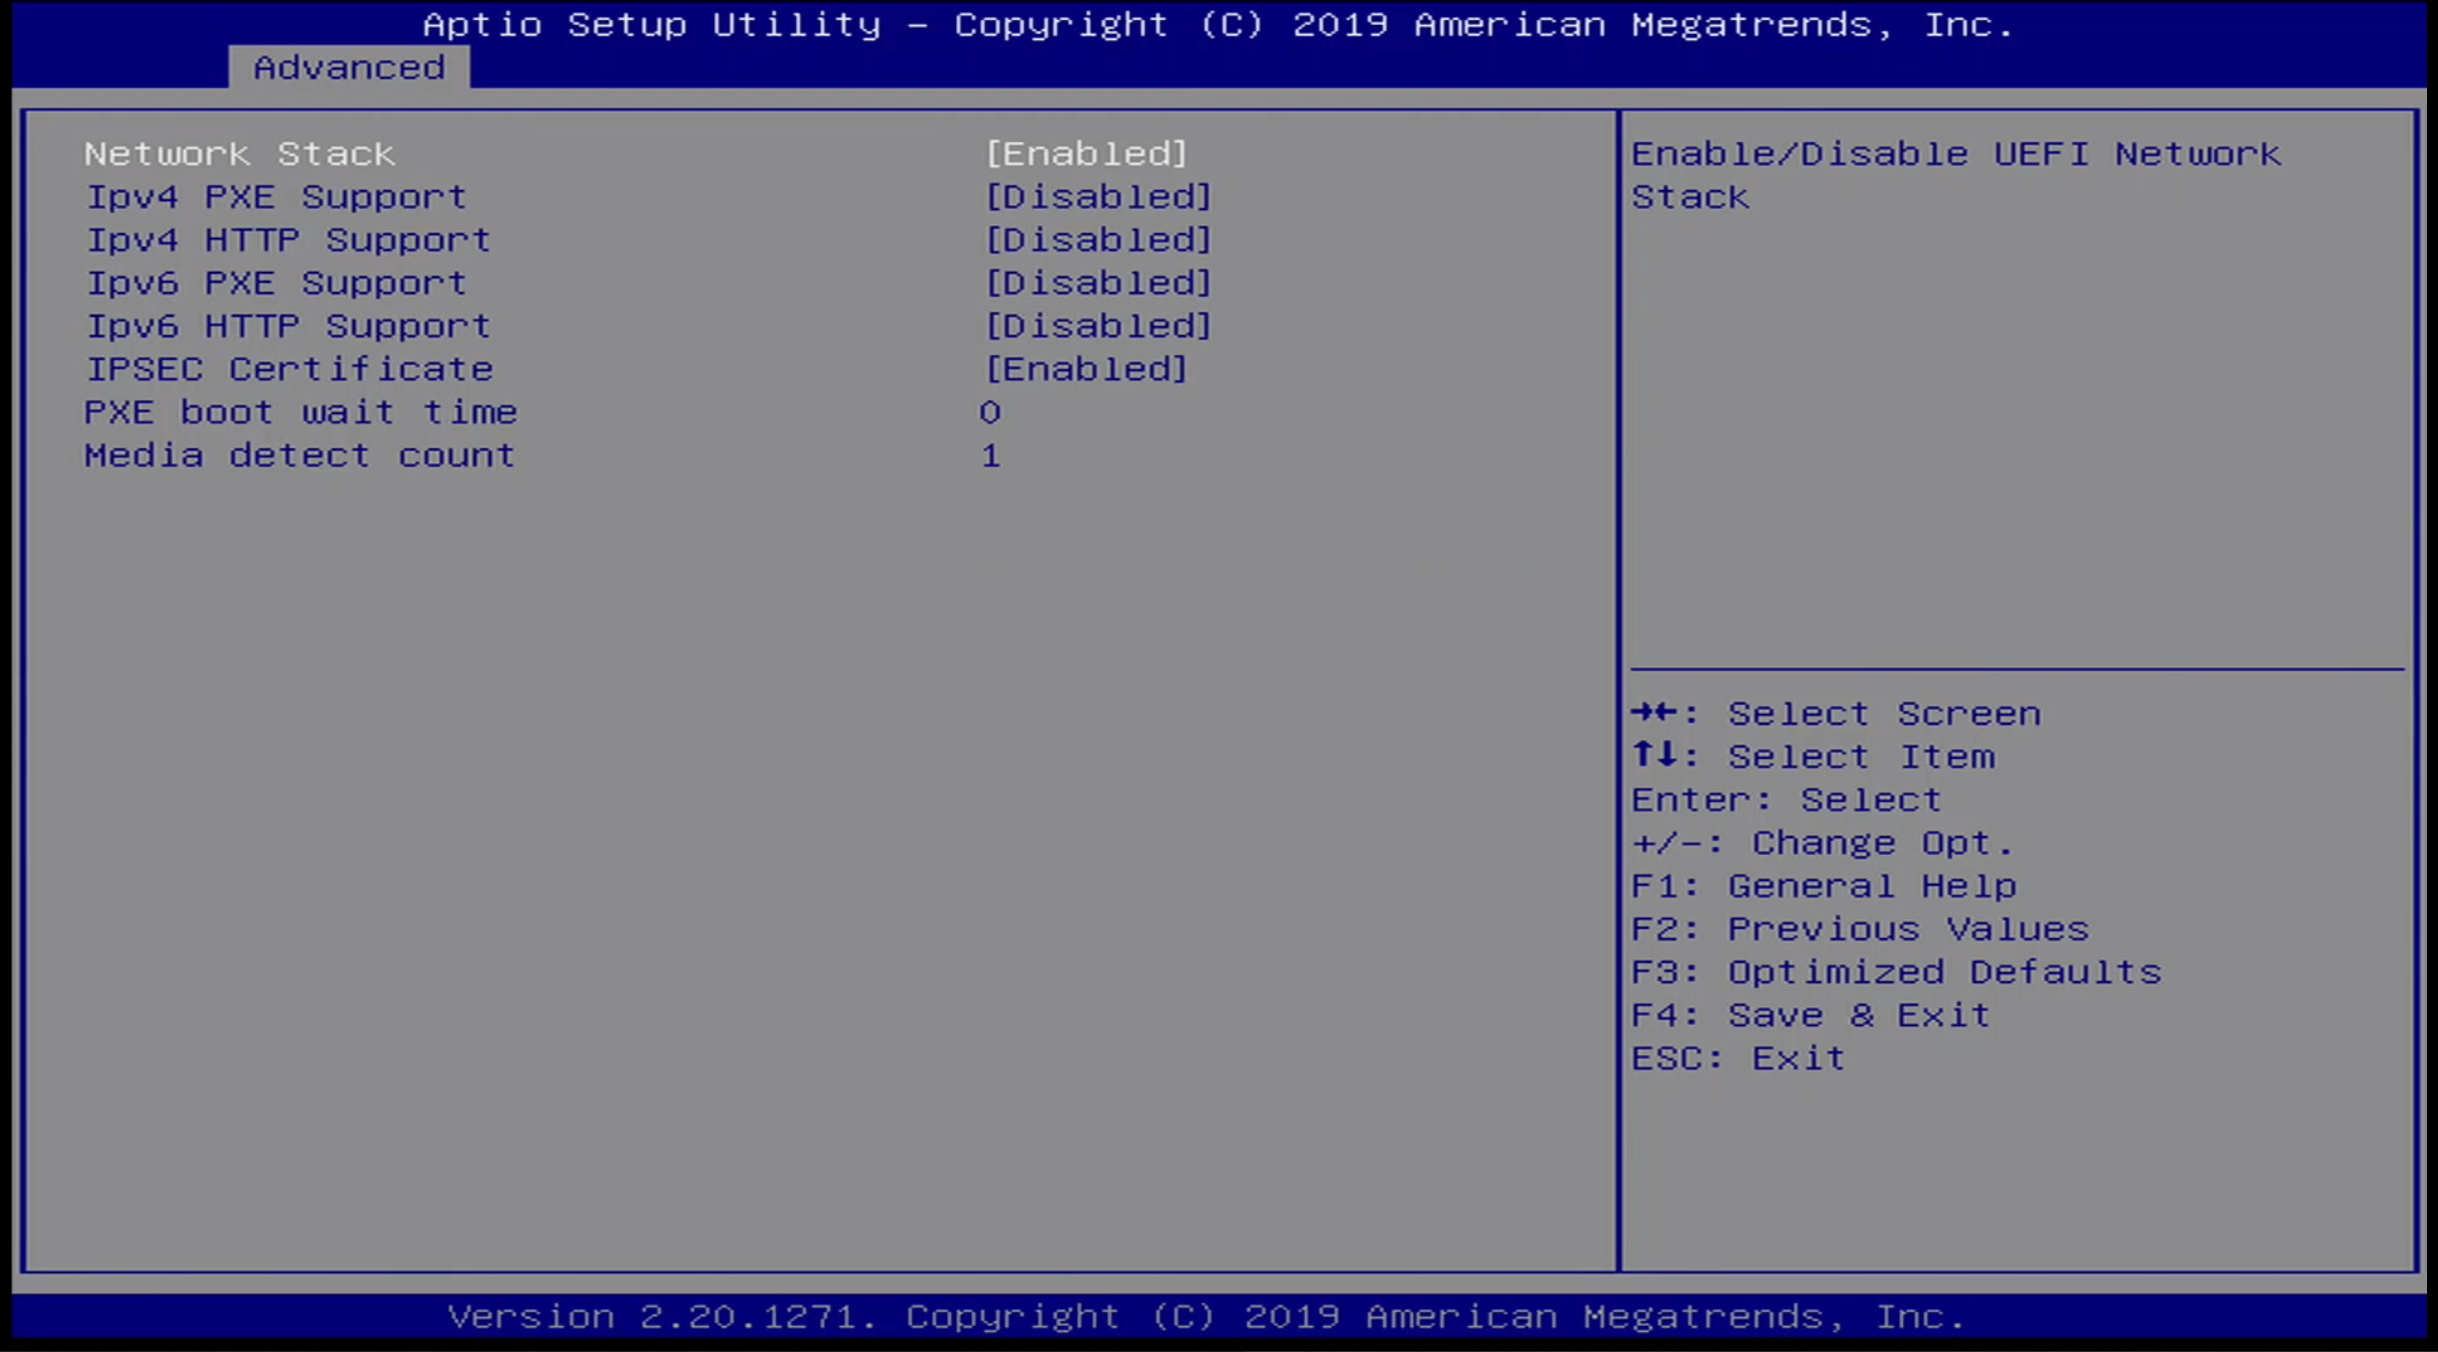 Aptio Setup Utility – Copyright (C) 2019 American Megatrends, Inc.
Advanced
Network Stack [Enabled]
Ipv4 PXE Support [Disabled]
Ipv4 HTTP Support [Disabled]
Ipv6 PXE Support [Disabled]
Ipv6 HTTP Support [Disabled]
IPSEC Certificate [Enabled]
PXE boot wait time 0
Media detect count 1
Enable/Disable UEFI Network
Stack
→←: Select Screen
↑↓: Select Item
Enter: Select
+/-: Change Opt.
F1: General Help
F2: Previous Values
F3: Optimized Defaults
F4: Save & Exit
ESC: Exit
Version 2.20.1271. Copyright (C) 2019 American Megatrends, Inc.